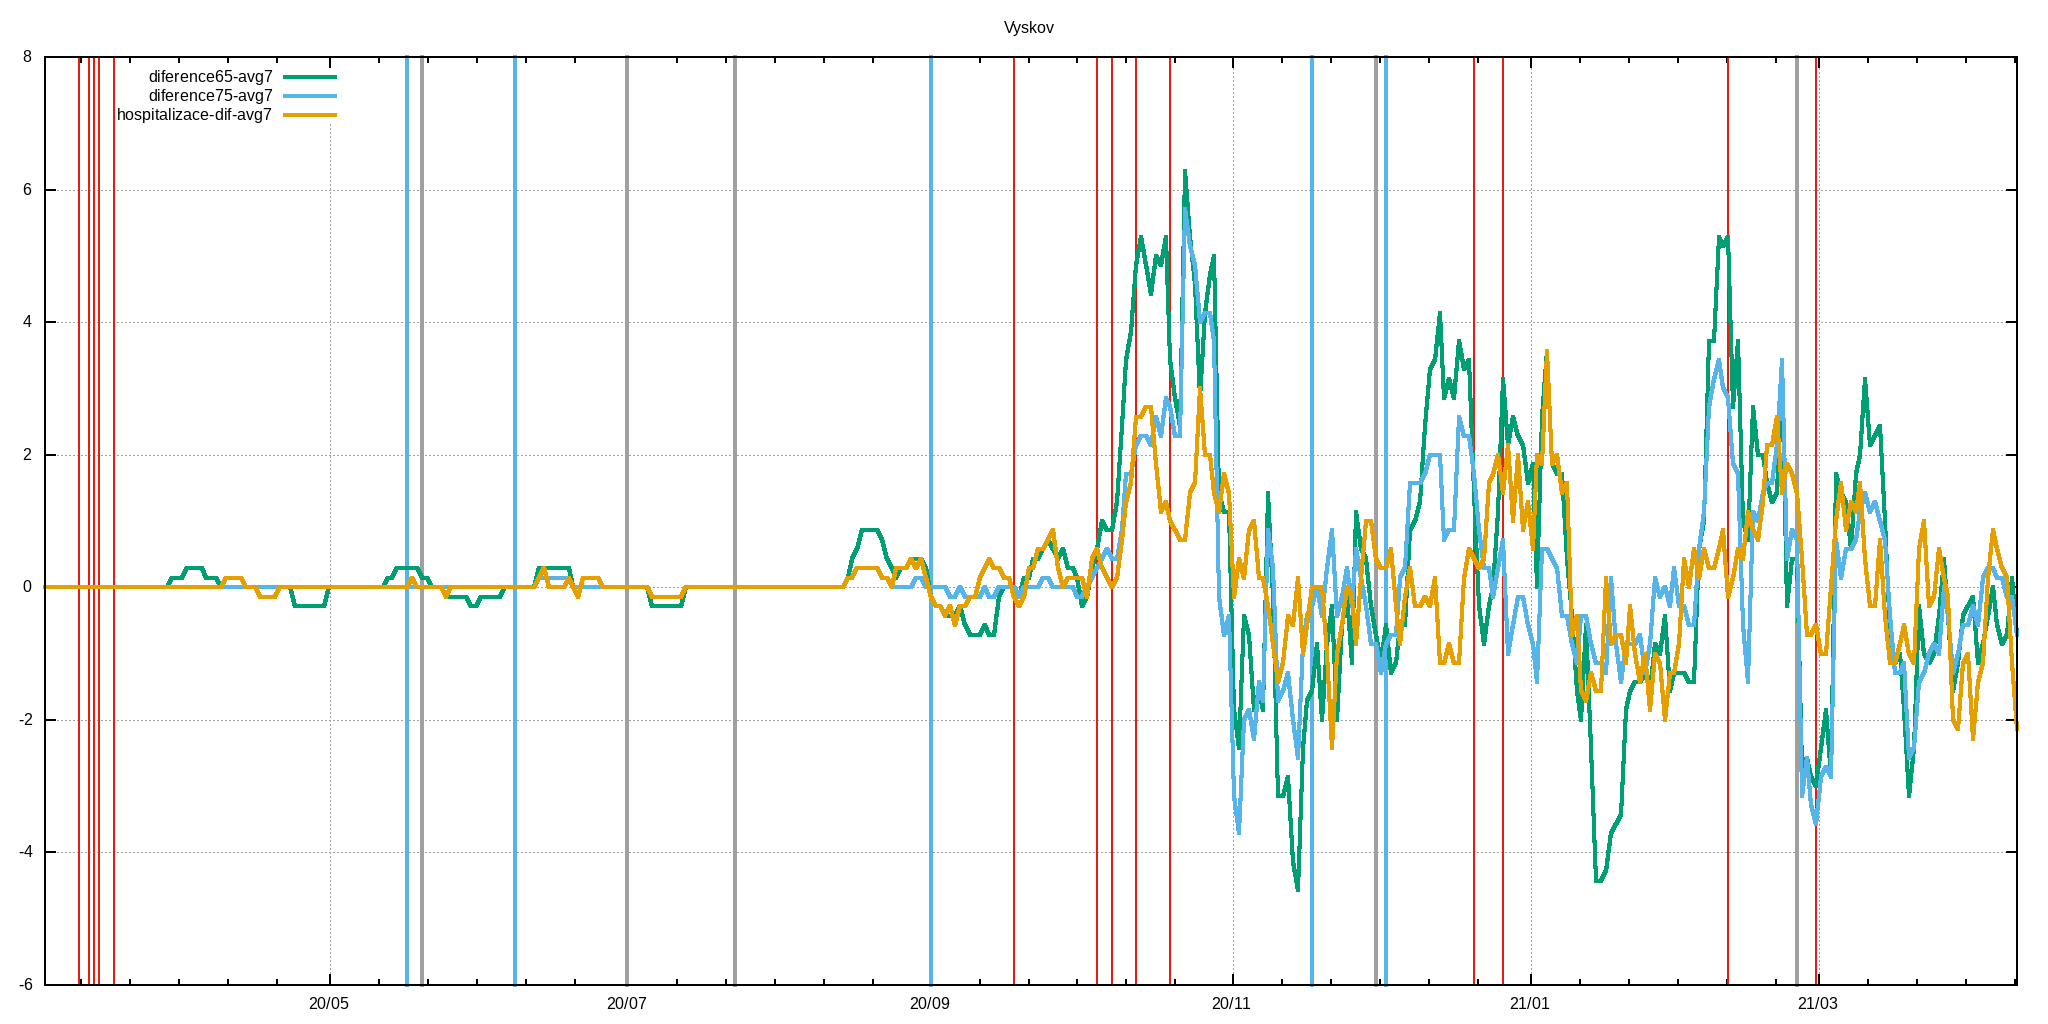 Vyskov
diference65-avg7
diference75-avg7
hospitalizace-dif-avg7
8
6
4
2
0
-2
-4
-6
20/05 20/07 20/09 20/11 21/01 21/03